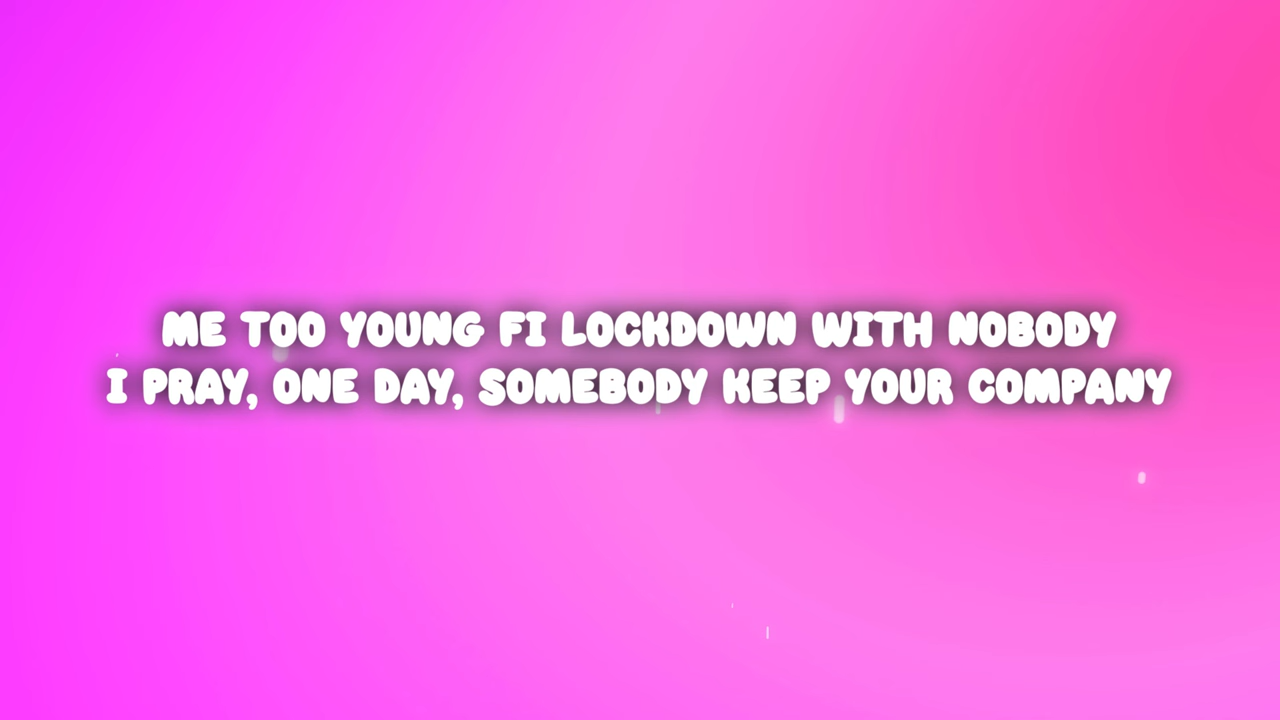 ME TOO YOUNG FI LOCKDOWN WITH NOBODY
I PRAY, ONE DAY, SOMEBODY KEEP YOUR COMPANY